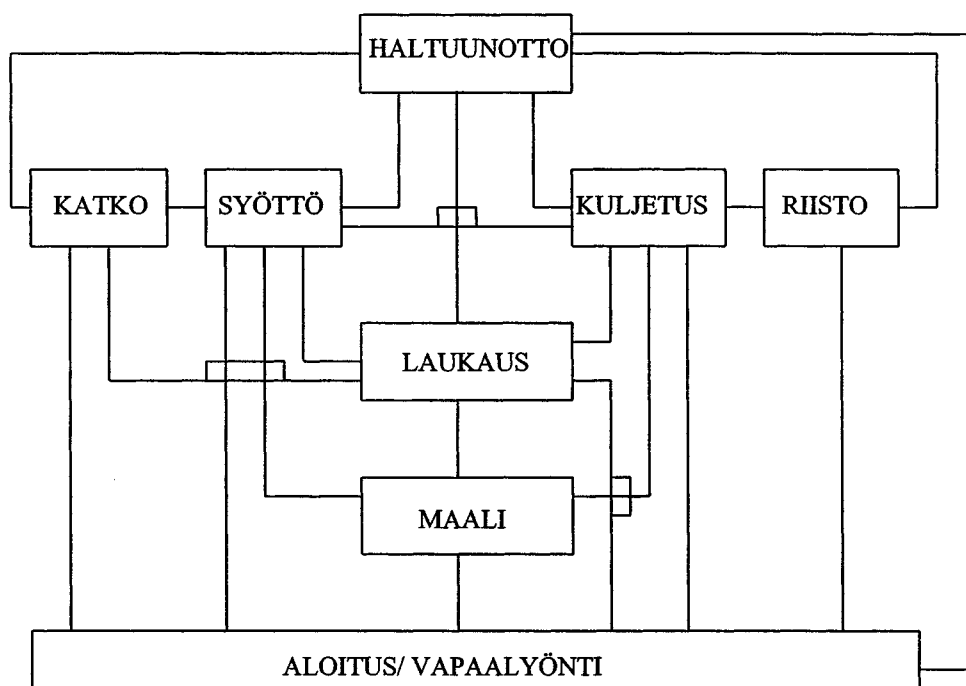 HALTUUNOTTO
KATKO
SYÖTTÖ
KULJETUS
RIISTO
LAUKAUS
MAALI
ALOITUS/ VAPAALYÖNTI